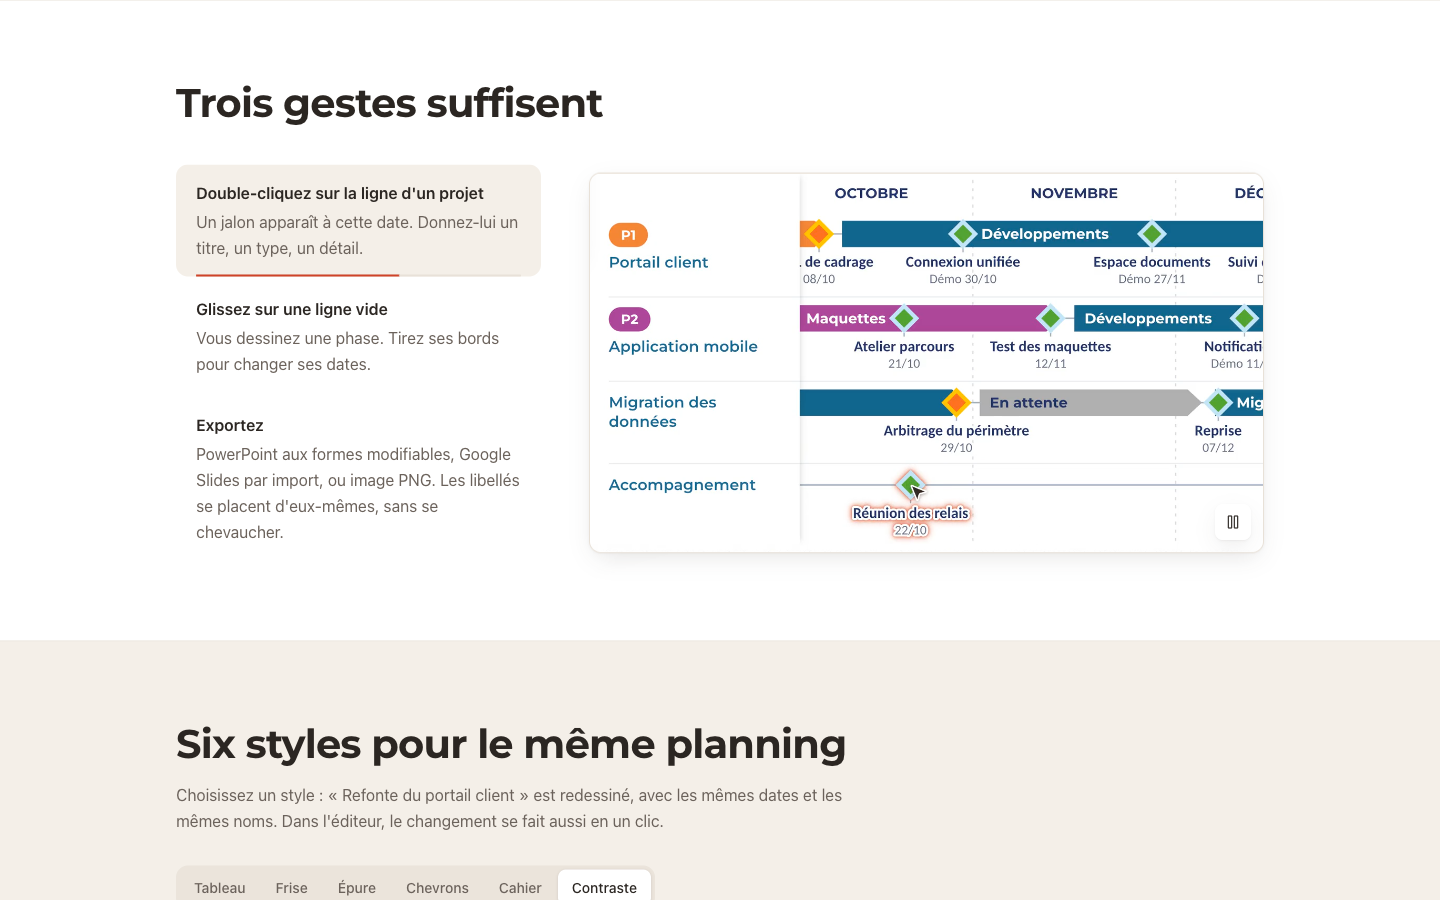 Trois gestes suffisent
Double-cliquez sur la ligne d'un projet
Un jalon apparaît à cette date. Donnez-lui un
titre, un type, un détail.
Glissez sur une ligne vide
Vous dessinez une phase. Tirez ses bords
pour changer ses dates.
Exportez
PowerPoint aux formes modifiables, Google
Slides par import, ou image PNG. Les libellés
se placent d'eux-mêmes, sans se
chevaucher.
OCTOBRE NOVEMBRE DÉC
P1 Développements
Portail client
. de cadrage Connexion unifiée Espace documents Suivi
08/10 Démo 30/10 Démo 27/11 D
P2 Maquettes Développements
Application mobile
Atelier parcours Test des maquettes Notificati
21/10 12/11 Démo 11/
Migration des
données
En attente Mig
Arbitrage du périmètre Reprise
29/10 07/12
Accompagnement
Réunion des relais
22/10
Six styles pour le même planning
Choisissez un style : « Refonte du portail client » est redessiné, avec les mêmes dates et les
mêmes noms. Dans l'éditeur, le changement se fait aussi en un clic.
Tableau Frise Épure Chevrons Cahier Contraste